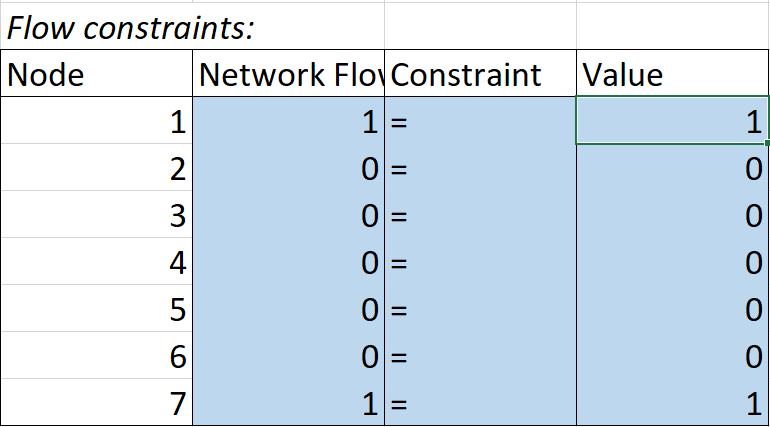 Flow constraints:
Node Network Flow Constraint Value
1 1 = 1
2 0 = 0
3 0 = 0
4 0 = 0
5 0 = 0
6 0 = 0
7 1 = 1